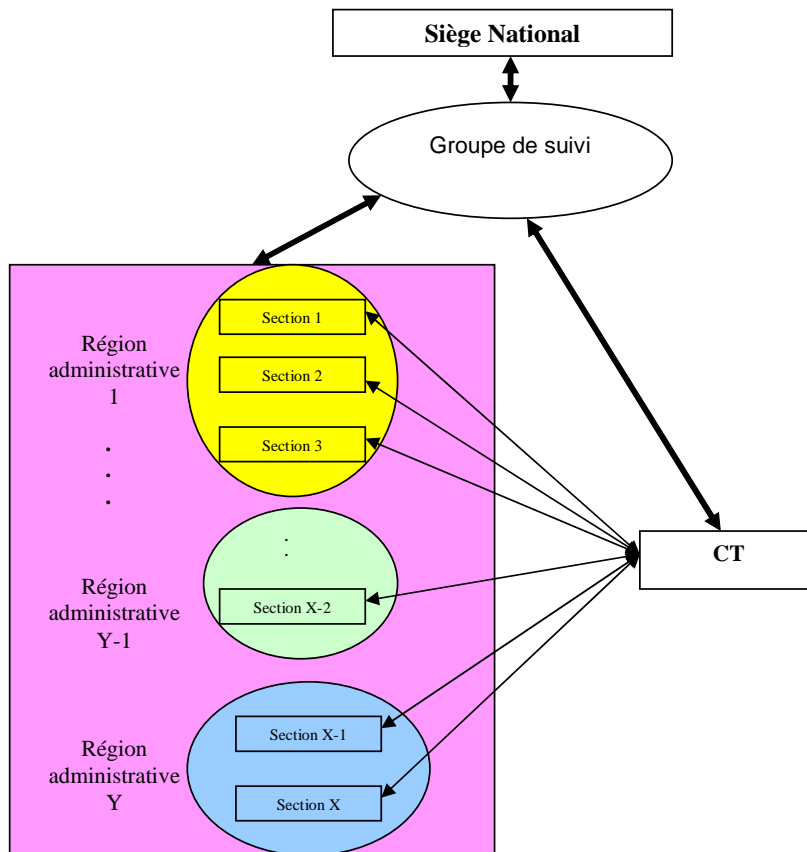 Siège National
Groupe de suivi
Région
administrative
1
.
.
.
Section 1
Section 2
Section 3
CT
.
.
Région
administrative
Y-1
Section X-2
Région
administrative
Y
Section X-1
Section X